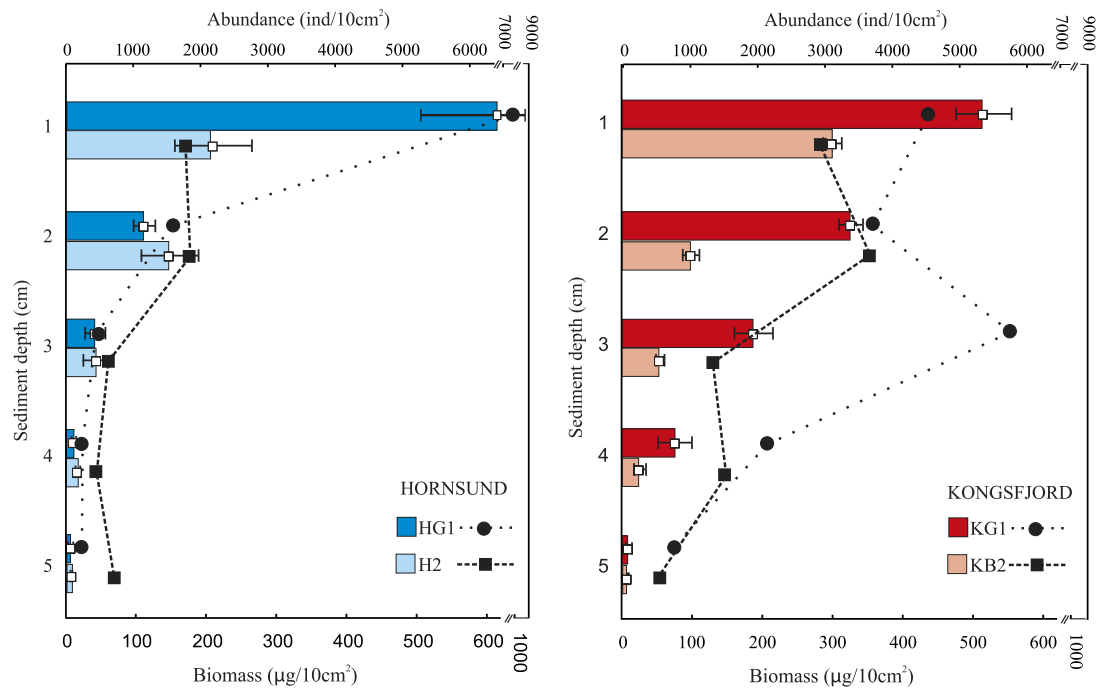 Abundance (ind/10cm²)
0 1000 2000 3000 4000 5000 6000 7000 9000
Sediment depth (cm)
1
2
3
4
5
HORNSUND
HG1
H2
0 100 200 300 400 500 600 1000
Biomass (µg/10cm²)
Abundance (ind/10cm²)
0 1000 2000 3000 4000 5000 6000 7000 9000
Sediment depth (cm)
1
2
3
4
5
KONGSFJORD
KG1
KB2
0 100 200 300 400 500 600 1000
Biomass (µg/10cm²)